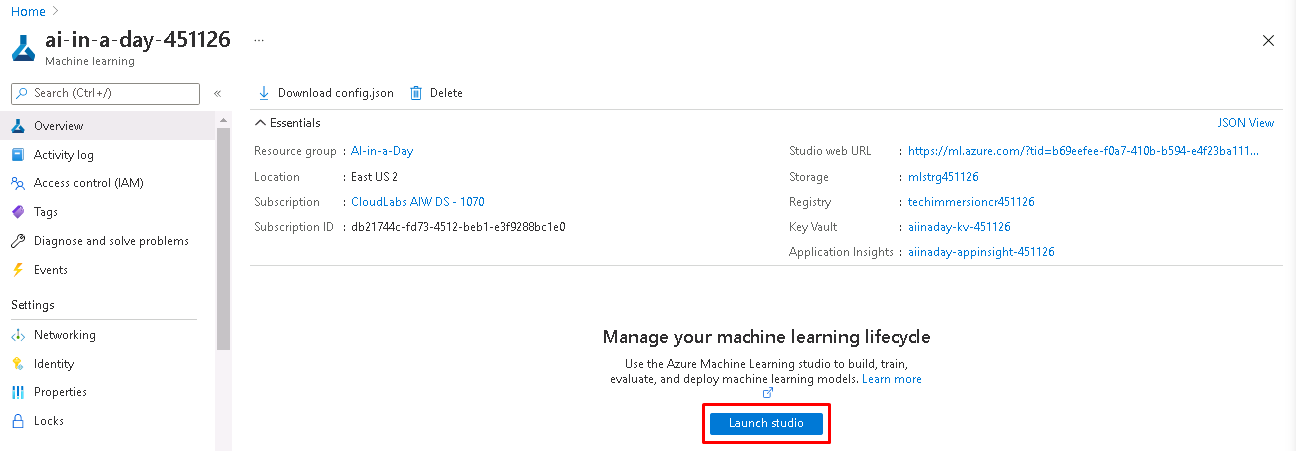 Home >
ai-in-a-day-451126 ...
Machine learning
Search (Ctrl+/) «
Overview
Activity log
Access control (IAM)
Tags
Diagnose and solve problems
Events
Settings
Networking
Identity
Properties
Locks
Download config.json Delete
Essentials JSON View
Resource group : AI-in-a-Day
Location : East US 2
Subscription : CloudLabs AIW DS - 1070
Subscription ID : db21744c-fd73-4512-beb1-e3f9288bc1e0
Studio web URL : https://ml.azure.com/?tid=b69eefee-f0a7-410b-b594-e4f23ba111...
Storage : mlstrg451126
Registry : techimmersioncr451126
Key Vault : aiinaday-kv-451126
Application Insights : aiinaday-appinsight-451126
Manage your machine learning lifecycle
Use the Azure Machine Learning studio to build, train,
evaluate, and deploy machine learning models. Learn more
Launch studio